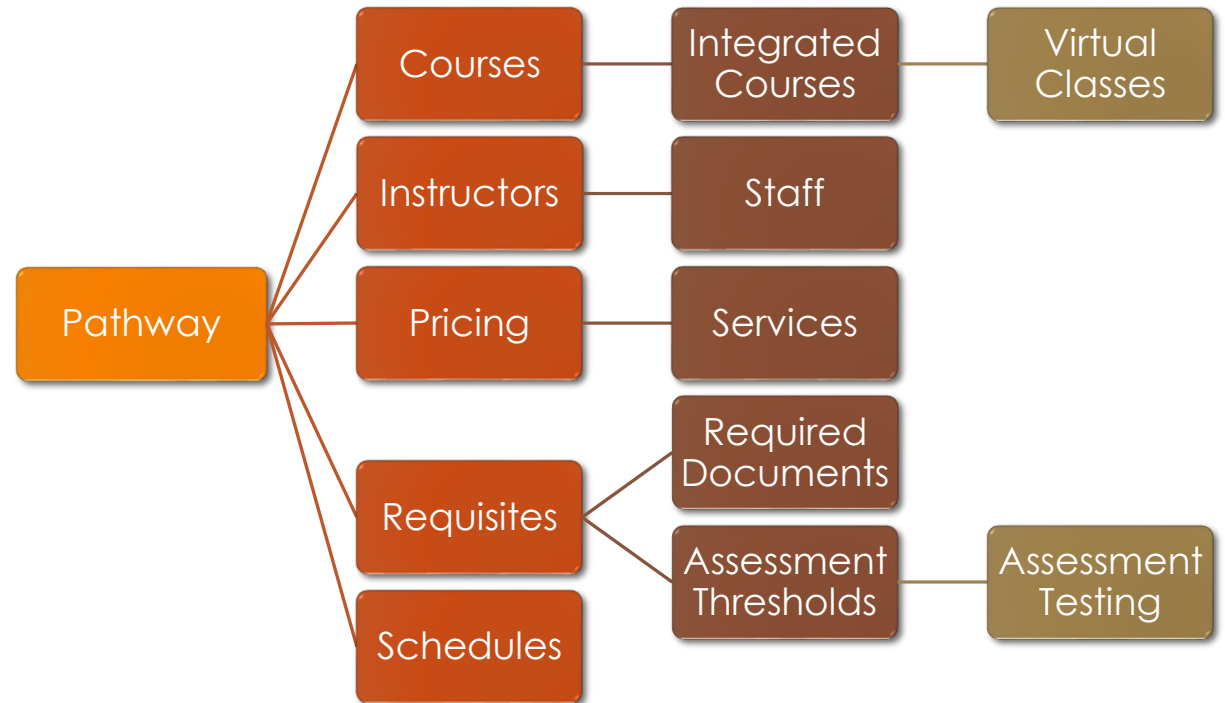 Pathway
Courses
Integrated
Courses
Virtual
Classes
Instructors
Staff
Pricing
Services
Requisites
Required
Documents
Assessment
Thresholds
Assessment
Testing
Schedules